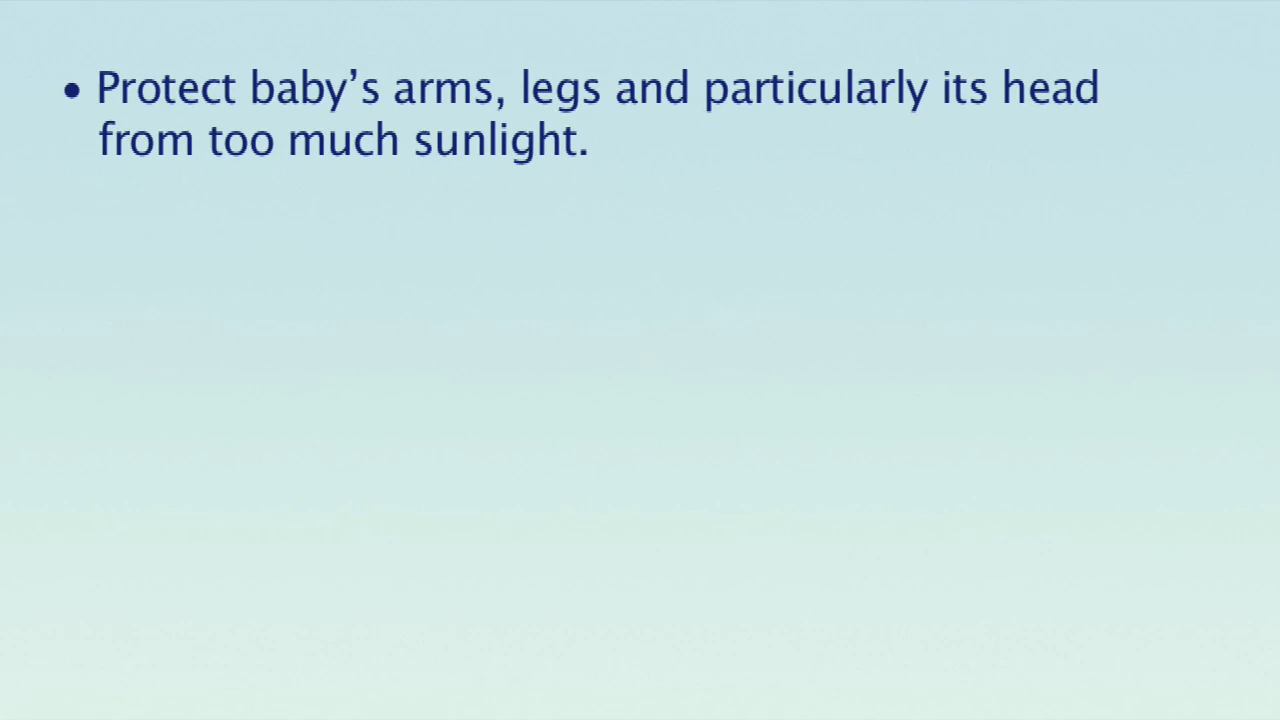 • Protect baby’s arms, legs and particularly its head
from too much sunlight.